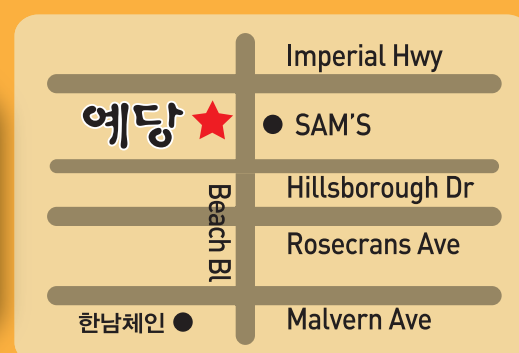 Imperial Hwy
예당
SAM'S
Hillsborough Dr
Beach Bl
Rosecrans Ave
한남체인
Malvern Ave